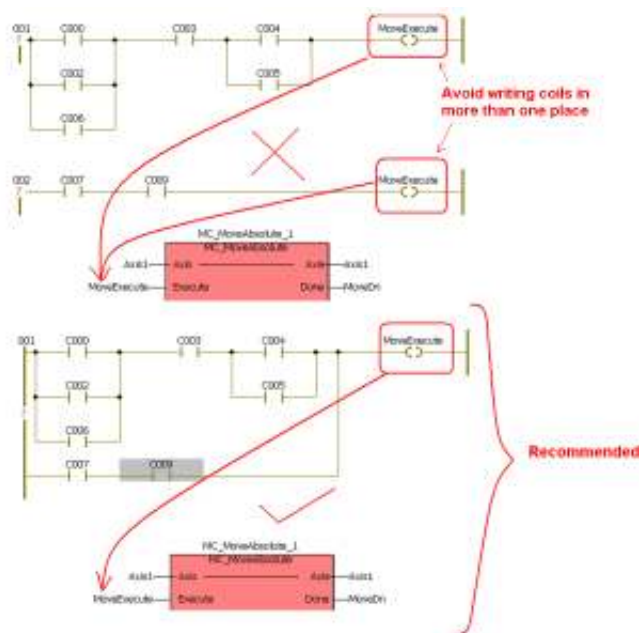 001 C000 C003 C004 MoveExecute
C002 C005
C006
Avoid writing coils in
more than one place
002 C007 C009 MoveExecute
MC_MoveAbsolute_1
MC_MoveAbsolute
Axis1 Axis Axis Axis1
MoveExecute Execute Done MoveDn
001 C000 C003 C004 MoveExecute
C002 C005
C006
C007 C009
Recommended
MC_MoveAbsolute_1
MC_MoveAbsolute
Axis1 Axis Axis Axis1
MoveExecute Execute Done MoveDn